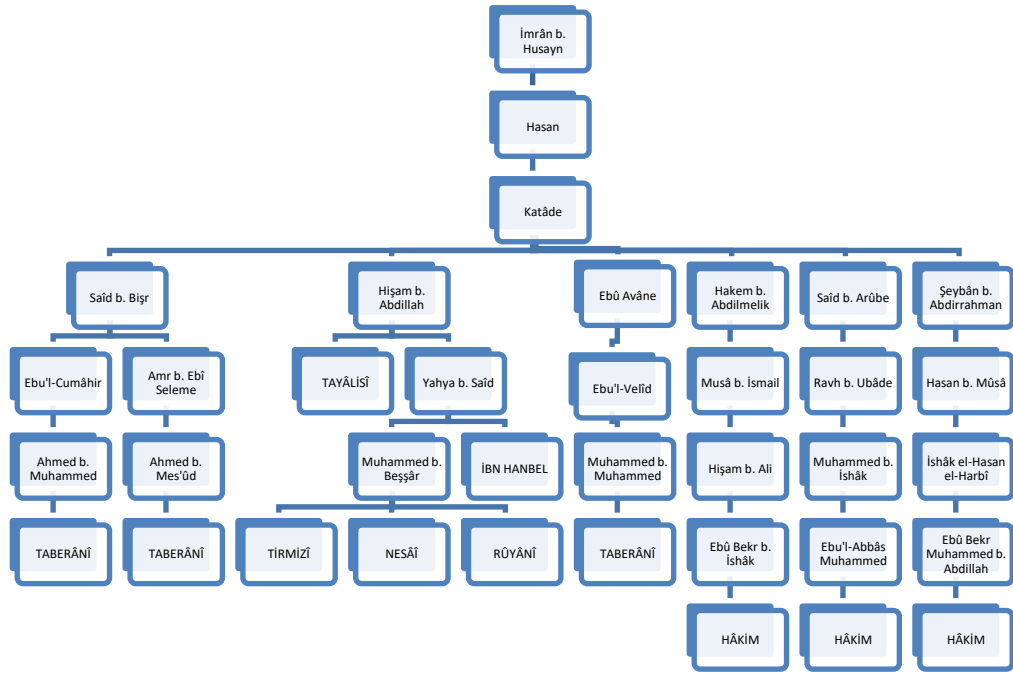 İmrân b.
Husayn
Hasan
Katâde
Saîd b. Bişr
Hişam b.
Abdillah
Ebû Avâne
Hakem b.
Abdilmelik
Saîd b. Arûbe
Şeybân b.
Abdirrahman
Ebu'l-Cumâhir
Amr b. Ebî
Seleme
TAYÂLİSÎ
Yahya b. Saîd
Ebu'l-Velîd
Musâ b. İsmail
Ravh b. Ubâde
Hasan b. Mûsâ
Ahmed b.
Muhammed
Ahmed b.
Mes'ûd
Muhammed b.
Beşşâr
İBN HANBEL
Muhammed b.
Muhammed
Hişam b. Ali
Muhammed b.
İshâk
İshâk el-Hasan
el-Harbî
TABERÂNÎ
TABERÂNÎ
TİRMİZÎ
NESÂÎ
RÛYÂNÎ
TABERÂNÎ
Ebû Bekr b.
İshâk
Ebu'l-Abbâs
Muhammed
Ebû Bekr
Muhammed b.
Abdillah
HÂKİM
HÂKİM
HÂKİM